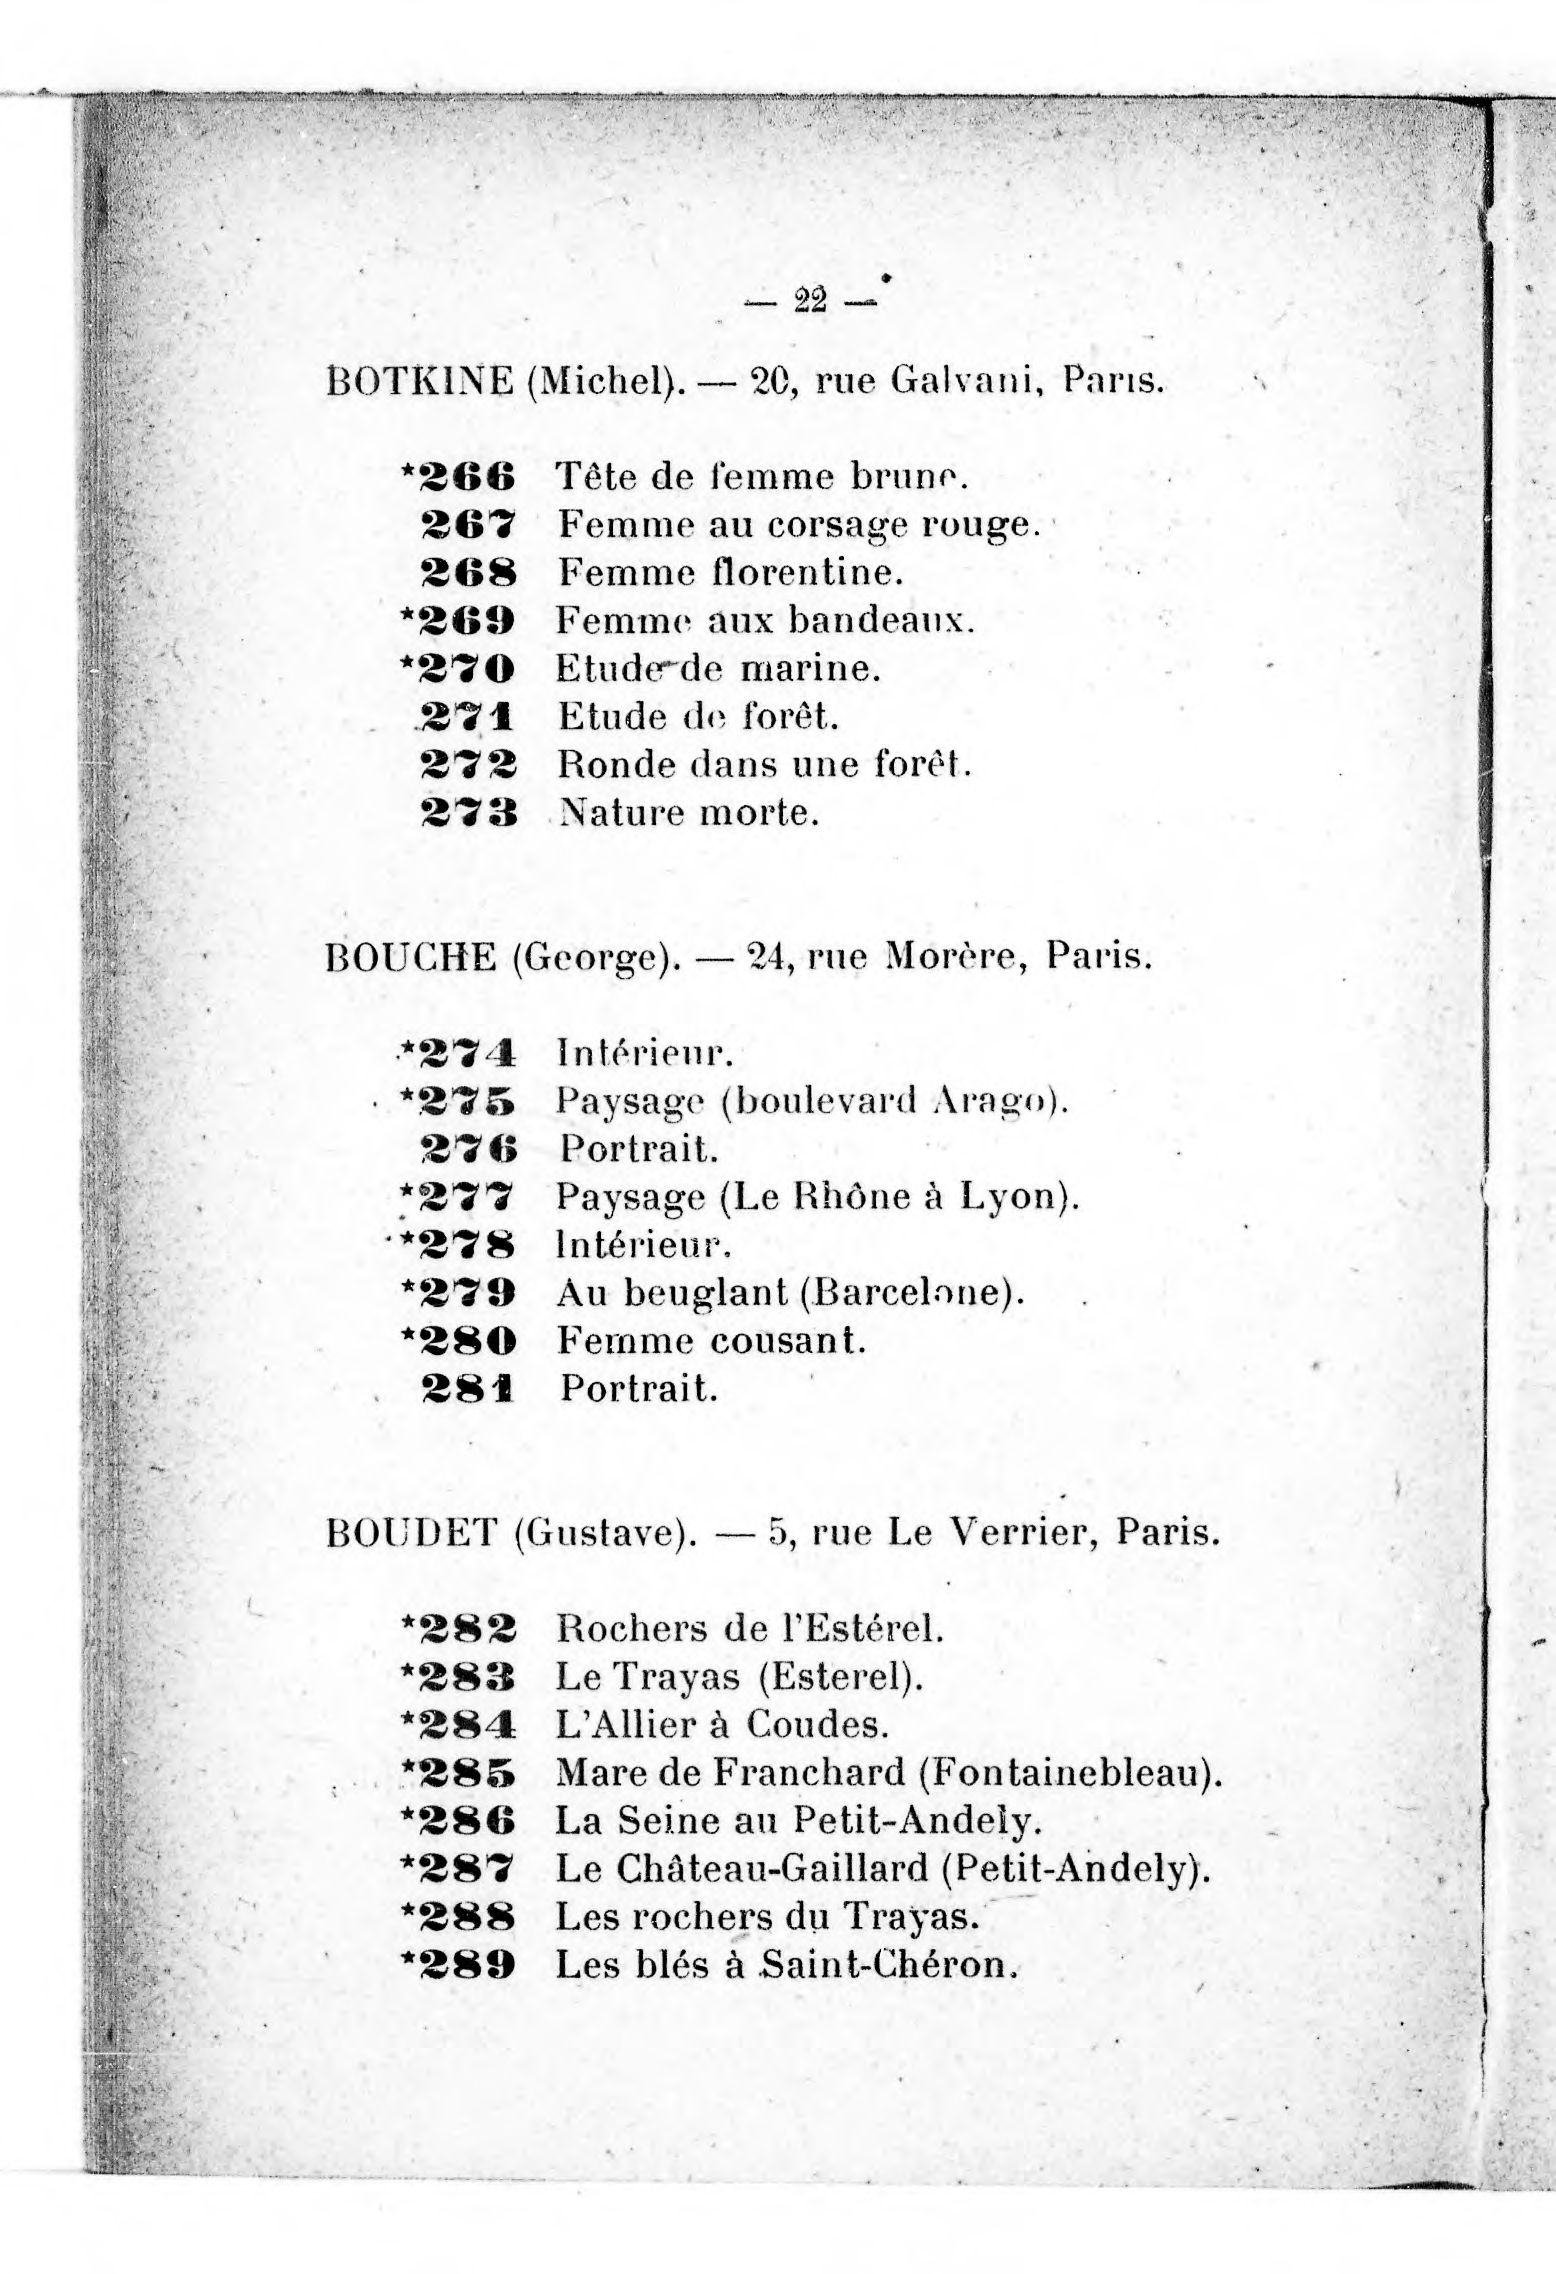 — 22 —
BOTKINE (Michel). — 20, rue Galvani, Paris.
*266 Tête de femme brune.
267 Femme au corsage rouge.
268 Femme florentine.
*269 Femme aux bandeaux.
*270 Etude de marine.
271 Etude de forêt.
272 Ronde dans une forêt.
273 Nature morte.
BOUCHE (George). — 24, rue Morère, Paris.
*274 Intérieur.
*275 Paysage (boulevard Arago).
276 Portrait.
*277 Paysage (Le Rhône à Lyon).
*278 Intérieur.
*279 Au beuglant (Barcelone).
*280 Femme cousant.
281 Portrait.
BOUDET (Gustave). — 5, rue Le Verrier, Paris.
*282 Rochers de l'Estérel.
*283 Le Trayas (Esterel).
*284 L'Allier à Coudes.
*285 Mare de Franchard (Fontainebleau).
*286 La Seine au Petit-Andely.
*287 Le Château-Gaillard (Petit-Andely).
*288 Les rochers du Trayas.
*289 Les blés à Saint-Chéron.